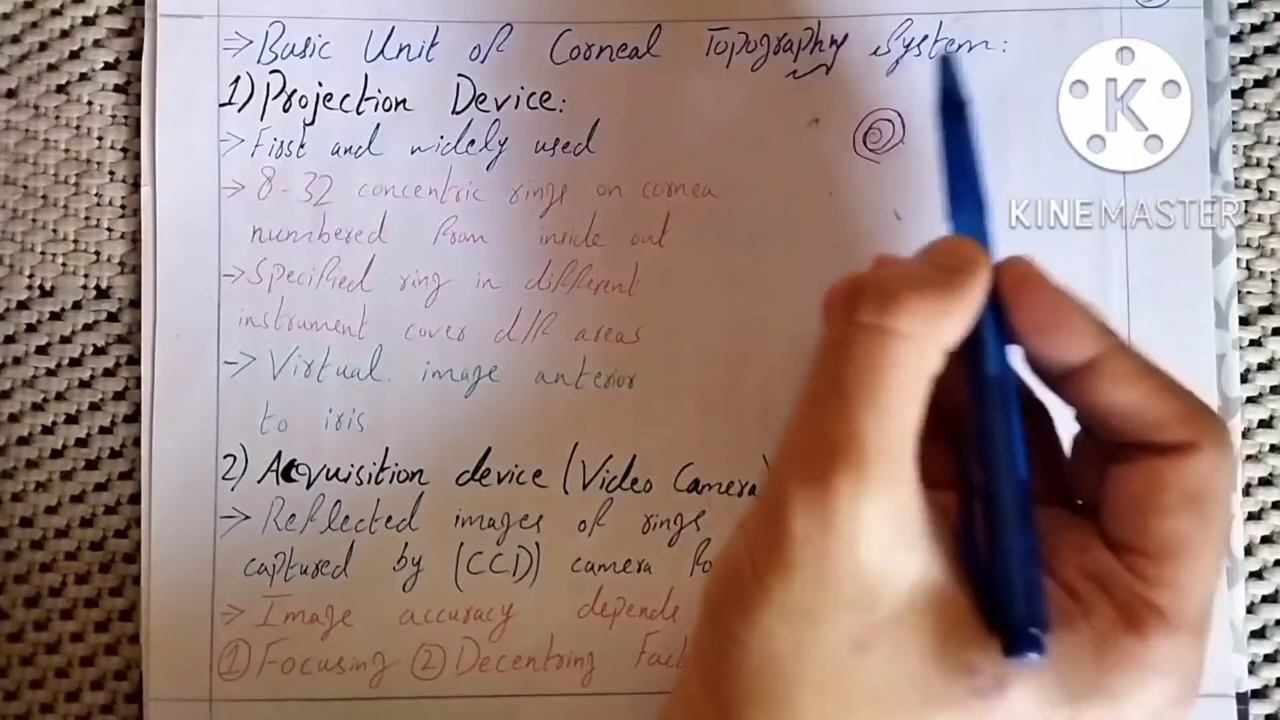 ⇒ Basic Unit of Corneal Topography System:
1) Projection Device:
→ First and widely used
→ 8-32 concentric rings on cornea
numbered from inside out
→ Specified ring in different
instrument cover d/f areas
→ Virtual image anterior
to iris
2) Acquisition device (Video Camera)
→ Reflected images of rings
captured by (CCD) camera
→ Image accuracy depends
① Focusing ② Decentring
K
KINEMASTER